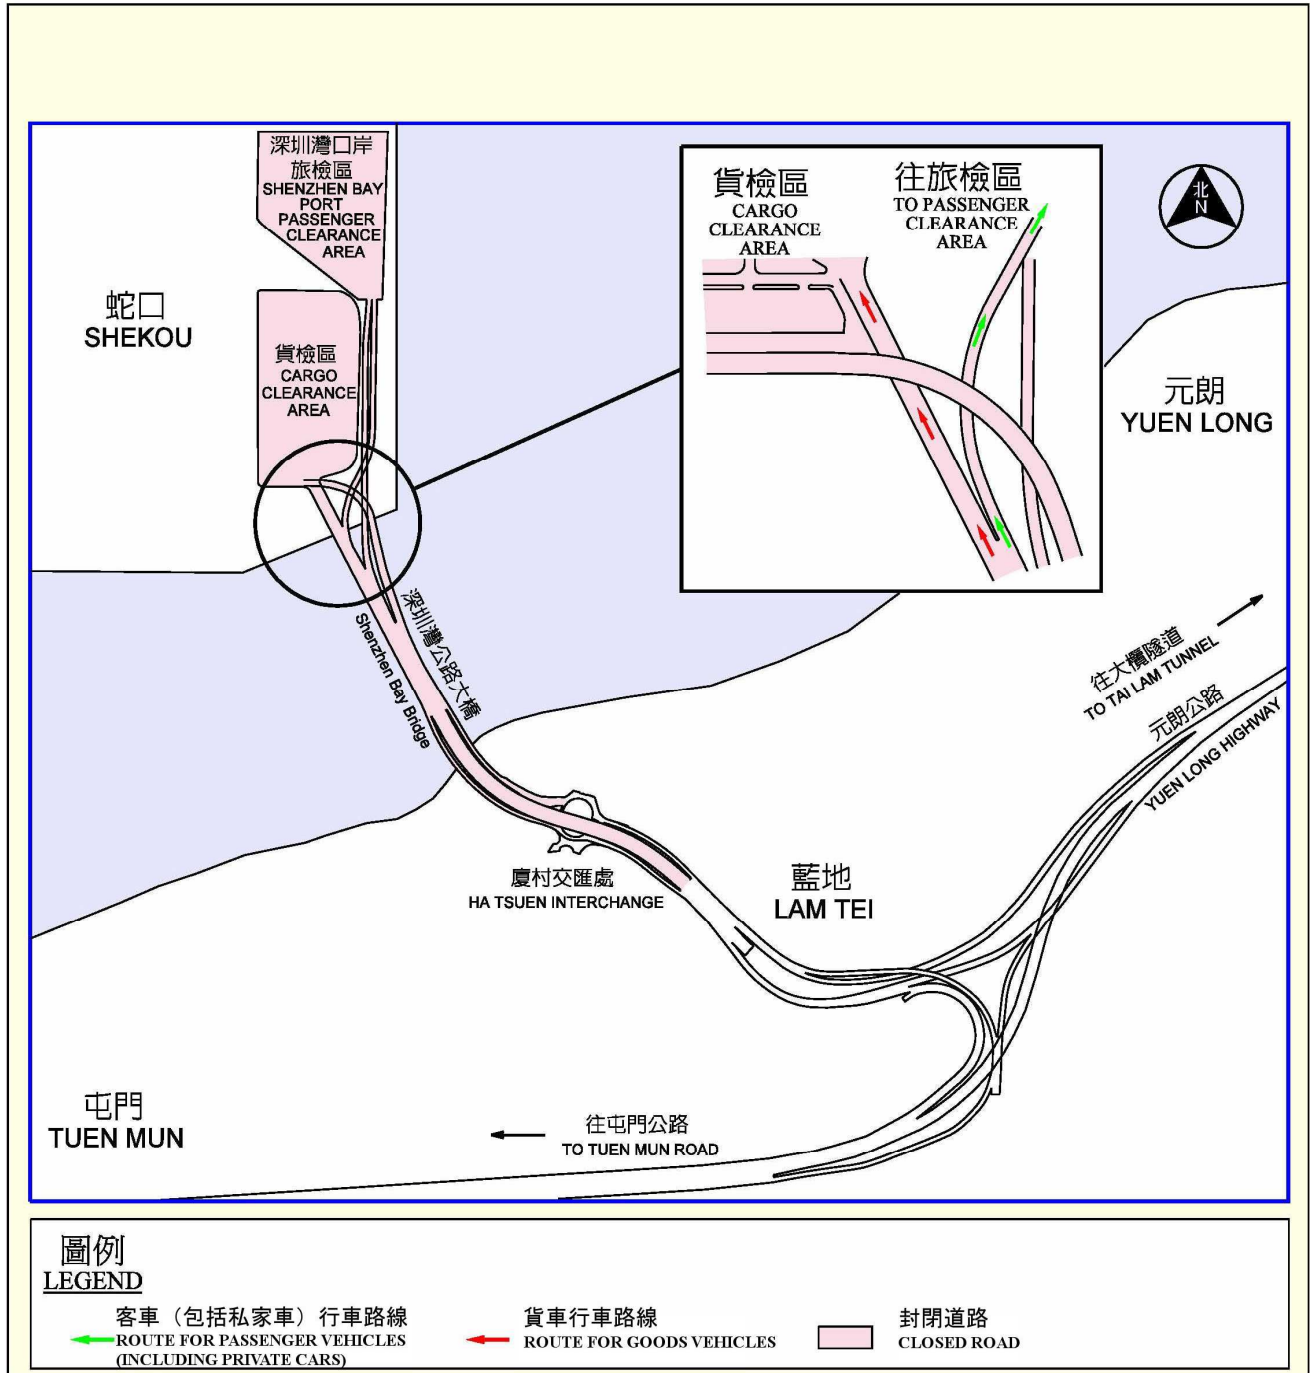 深圳灣口岸
旅檢區
SHENZHEN BAY
PORT
PASSENGER
CLEARANCE
AREA
貨檢區
CARGO
CLEARANCE
AREA
往旅檢區
TO PASSENGER
CLEARANCE
AREA
北
N
蛇口
SHEKOU
貨檢區
CARGO
CLEARANCE
AREA
元朗
YUEN LONG
深圳灣公路大橋
Shenzhen Bay Bridge
往大欖隧道
TO TAI LAM TUNNEL
元朗公路
YUEN LONG HIGHWAY
廈村交匯處
HA TSUEN INTERCHANGE
藍地
LAM TEI
屯門
TUEN MUN
往屯門公路
TO TUEN MUN ROAD
圖例
LEGEND
客車（包括私家車）行車路線
ROUTE FOR PASSENGER VEHICLES
(INCLUDING PRIVATE CARS)
貨車行車路線
ROUTE FOR GOODS VEHICLES
封閉道路
CLOSED ROAD